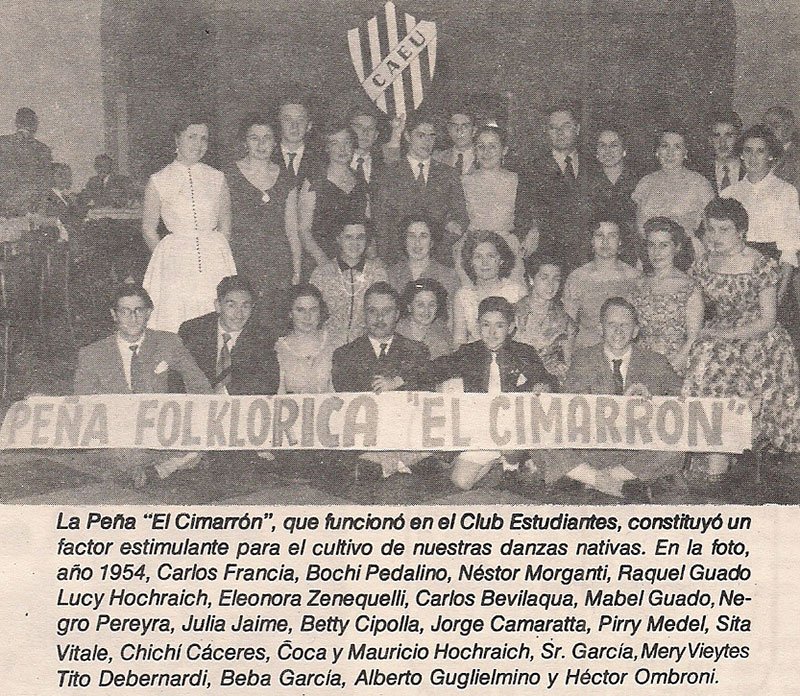 CAEU
PEÑA FOLKLORICA "EL CIMARRON"
La Peña "El Cimarrón", que funcionó en el Club Estudiantes, constituyó un
factor estimulante para el cultivo de nuestras danzas nativas. En la foto,
año 1954, Carlos Francia, Bochi Pedalino, Néstor Morganti, Raquel Guado
Lucy Hochraich, Eleonora Zenequelli, Carlos Bevilaqua, Mabel Guado, Ne-
gro Pereyra, Julia Jaime, Betty Cipolla, Jorge Camaratta, Pirry Medel, Sita
Vitale, Chichí Cáceres, Coca y Mauricio Hochraich, Sr. García, Mery Vieytes
Tito Debernardi, Beba García, Alberto Guglielmino y Héctor Ombroni.